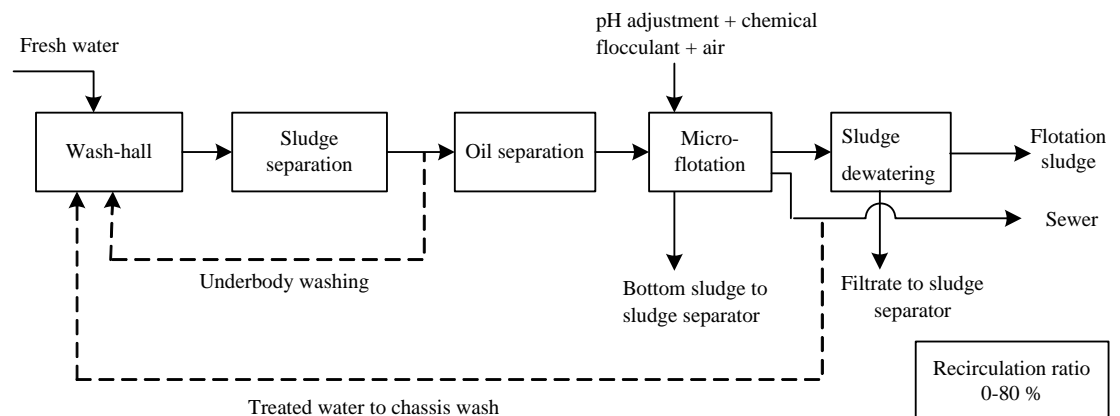 pH adjustment + chemical
flocculant + air
Fresh water
Wash-hall
Sludge
separation
Oil separation
Micro-
flotation
Sludge
dewatering
Flotation
sludge
Sewer
Underbody washing
Bottom sludge to
sludge separator
Filtrate to sludge
separator
Recirculation ratio
0-80 %
Treated water to chassis wash